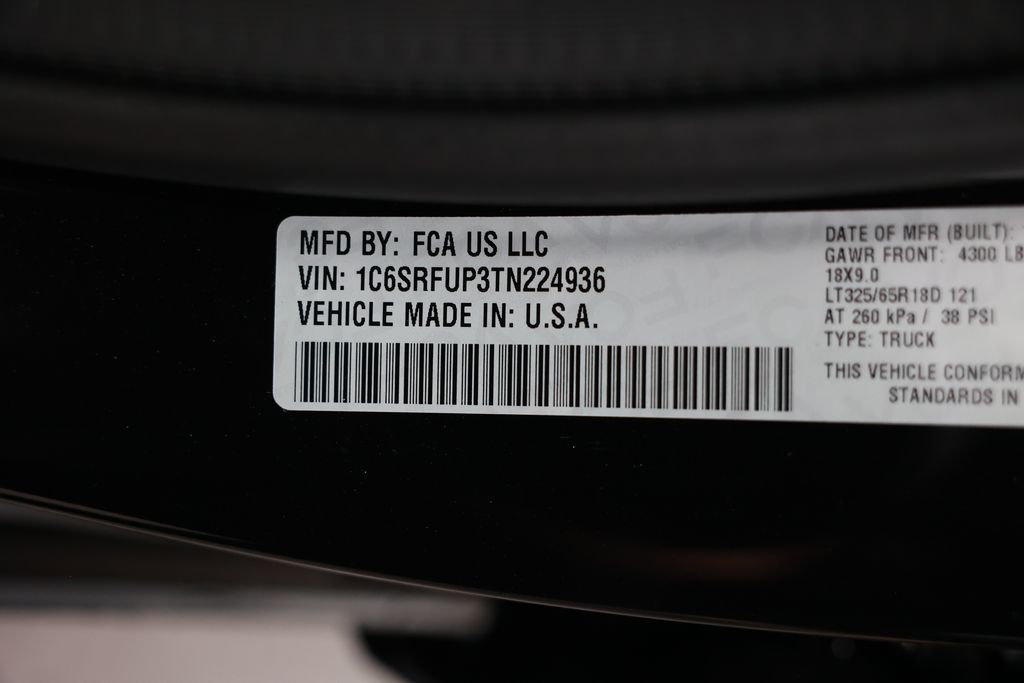 MFD BY: FCA US LLC
VIN: 1C6SRFUP3TN224936
VEHICLE MADE IN: U.S.A.
DATE OF MFR (BUILT):
GAWR FRONT: 4300 LB
18X9.0
LT325/65R18D 121
AT 260 kPa / 38 PSI
TYPE: TRUCK
THIS VEHICLE CONFORM
STANDARDS IN